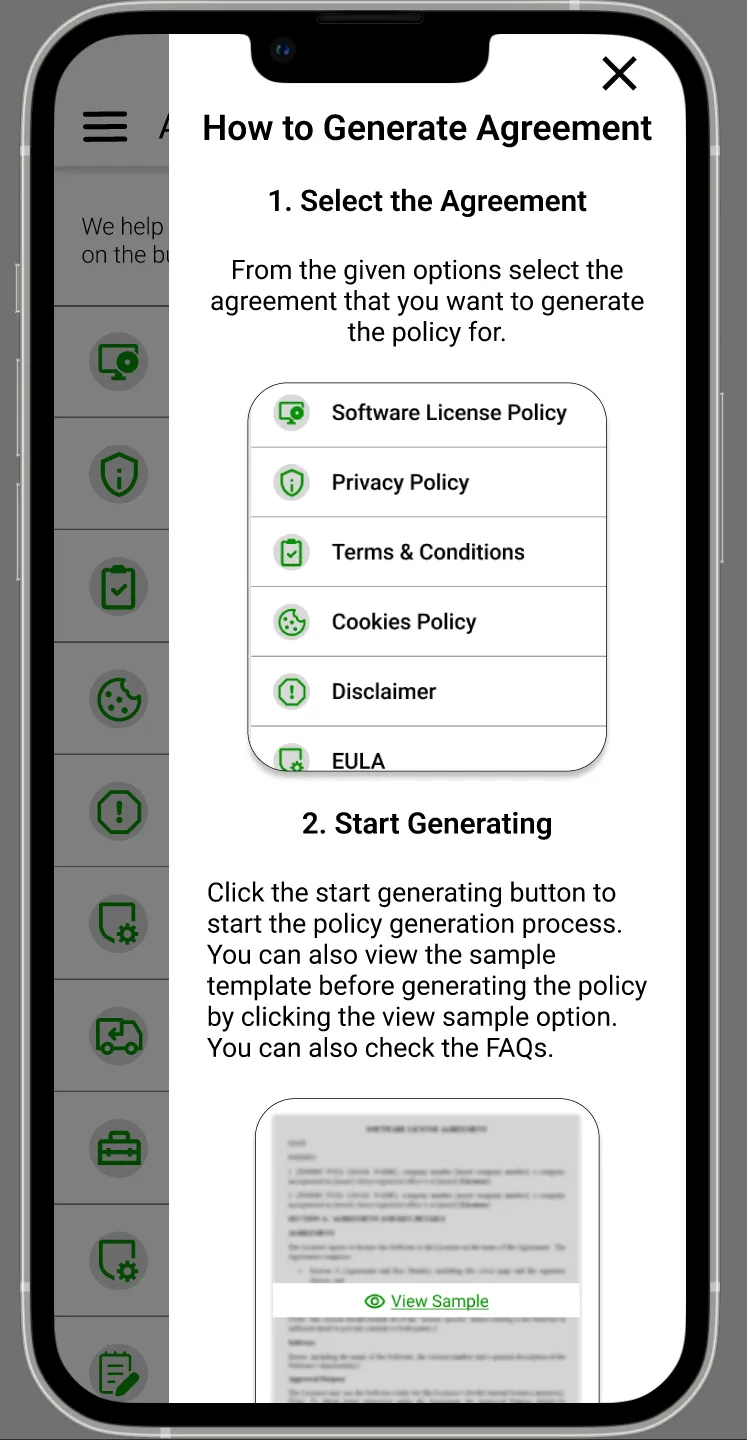 A
We help
on the bu
How to Generate Agreement
1. Select the Agreement
From the given options select the
agreement that you want to generate
the policy for.
Software License Policy
Privacy Policy
Terms & Conditions
Cookies Policy
Disclaimer
EULA
2. Start Generating
Click the start generating button to
start the policy generation process.
You can also view the sample
template before generating the policy
by clicking the view sample option.
You can also check the FAQs.
SOFTWARE LICENSE AGREEMENT
View Sample